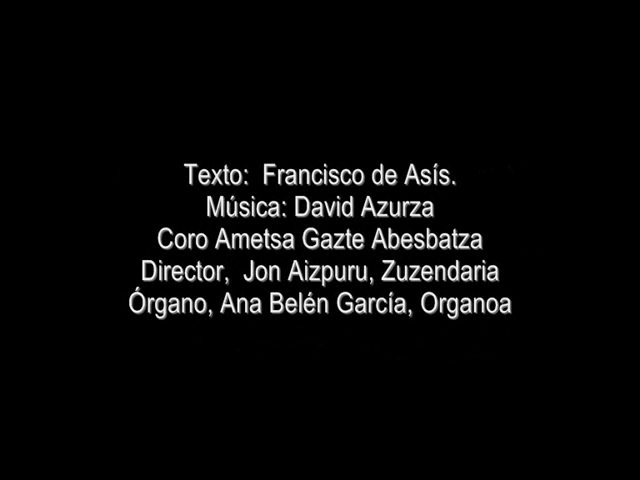 Texto:  Francisco de Asís.
Música: David Azurza
Coro Ametsa Gazte Abesbatza
Director,  Jon Aizpuru, Zuzendaria
Órgano, Ana Belén García, Organoa